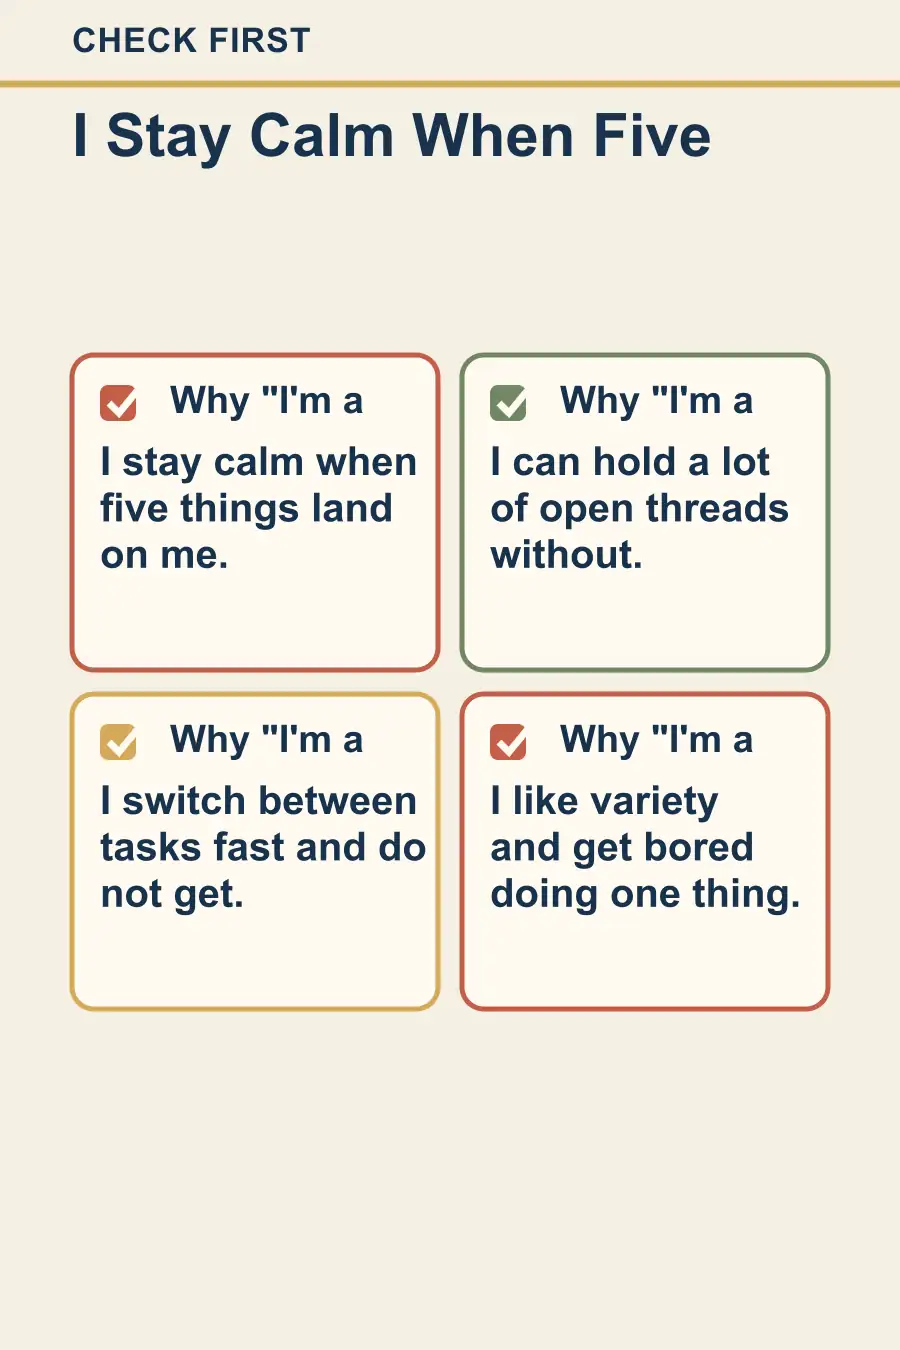 CHECK FIRST
I Stay Calm When Five
Why "I'm a
I stay calm when
five things land
on me.
Why "I'm a
I can hold a lot
of open threads
without.
Why "I'm a
I switch between
tasks fast and do
not get.
Why "I'm a
I like variety
and get bored
doing one thing.